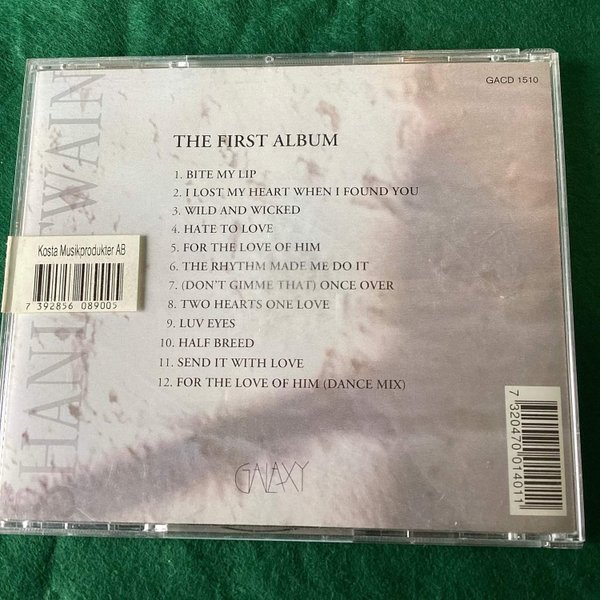 GACD 1510
SHANIA TWAIN
THE FIRST ALBUM
1. BITE MY LIP
2. I LOST MY HEART WHEN I FOUND YOU
3. WILD AND WICKED
4. HATE TO LOVE
5. FOR THE LOVE OF HIM
6. THE RHYTHM MADE ME DO IT
7. (DON'T GIMME THAT) ONCE OVER
8. TWO HEARTS ONE LOVE
9. LUV EYES
10. HALF BREED
11. SEND IT WITH LOVE
12. FOR THE LOVE OF HIM (DANCE MIX)
Kosta Musikprodukter AB
7 392856 089005
GALAXY
7 320470 014011